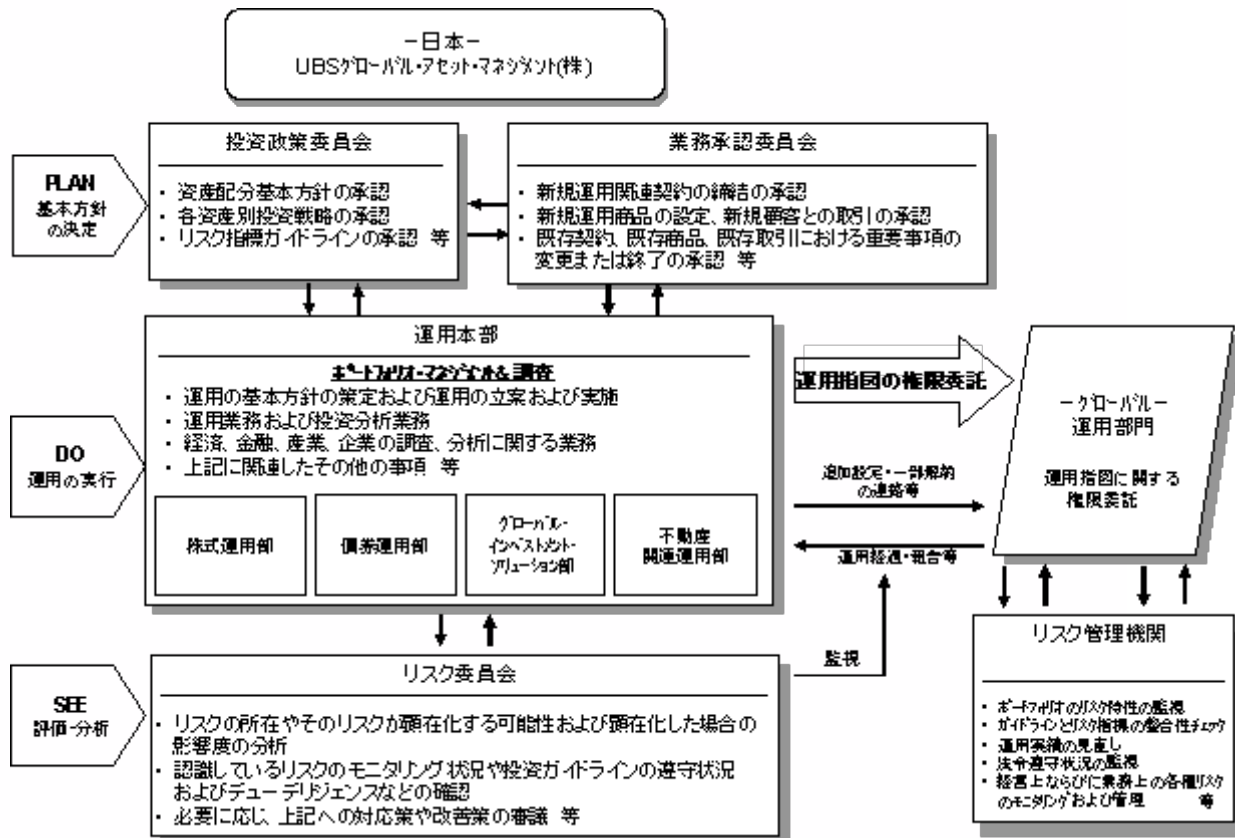 －日本－
UBSグローバル・アセット・マネジメント(株)
PLAN
基本方針
の決定
投資政策委員会
・ 資産配分基本方針の承認
・ 各資産別投資戦略の承認
・ リスク指標ガイドラインの承認 等
業務承認委員会
・ 新規運用関連契約の締結の承認
・ 新規運用商品の設定、新規顧客との取引の承認
・ 既存契約、既存商品、既存取引における重要事項の
変更または終了の承認 等
DO
運用の実行
運用本部
ポートフォリオ・マネジメント&調査
・ 運用の基本方針の策定および運用の立案および実施
・ 運用業務および投資分析業務
・ 経済、金融、産業、企業の調査、分析に関する業務
・ 上記に関連したその他の事項 等
株式運用部
債券運用部
グローバル・
インベストメント・
ソリューション部
不動産
関連運用部
運用指図の権限委託
追加設定・一部解約
の連絡等
運用経過・報告等
監視
－グローバル－
運用部門
運用指図に関する
権限委託
SEE
評価・分析
リスク委員会
・ リスクの所在やそのリスクが顕在化する可能性および顕在化した場合の
影響度の分析
・ 認識しているリスクのモニタリング状況や投資ガイドラインの遵守状況
およびデューデリジェンスなどの確認
・ 必要に応じ、上記への対応策や改善策の審議 等
リスク管理機関
・ ポートフォリオのリスク特性の監視
・ ガイドラインとリスク指標の整合性チェック
・ 運用実績の見直し
・ 法令遵守状況の監視
・ 経営上ならびに業務上の各種リスク
のモニタリングおよび管理 等